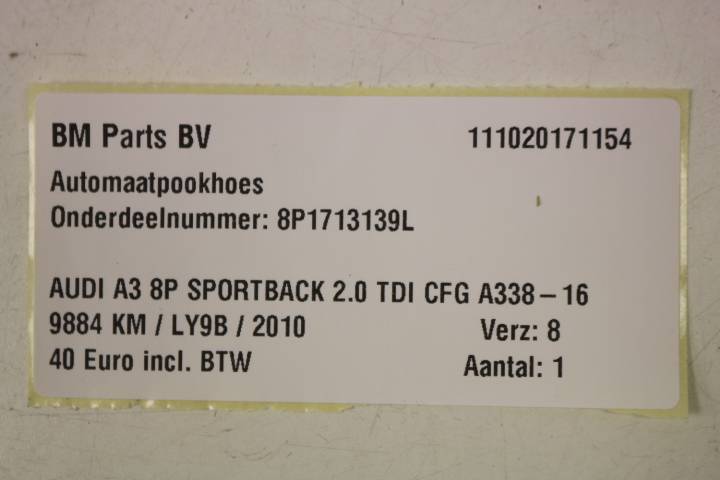 BM Parts BV 111020171154
Automaatpookhoes
Onderdeelnummer: 8P1713139L
AUDI A3 8P SPORTBACK 2.0 TDI CFG A338-16
9884 KM / LY9B / 2010 Verz: 8
40 Euro incl. BTW Aantal: 1